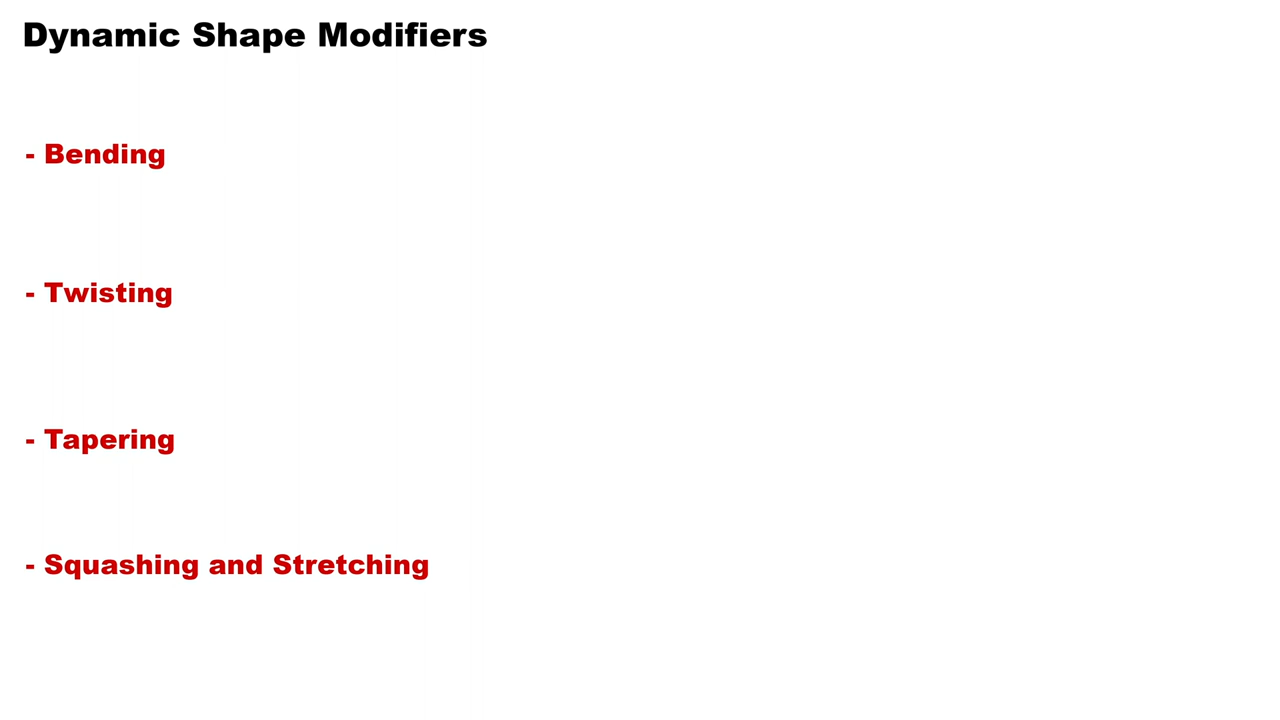 Dynamic Shape Modifiers
- Bending
- Twisting
- Tapering
- Squashing and Stretching